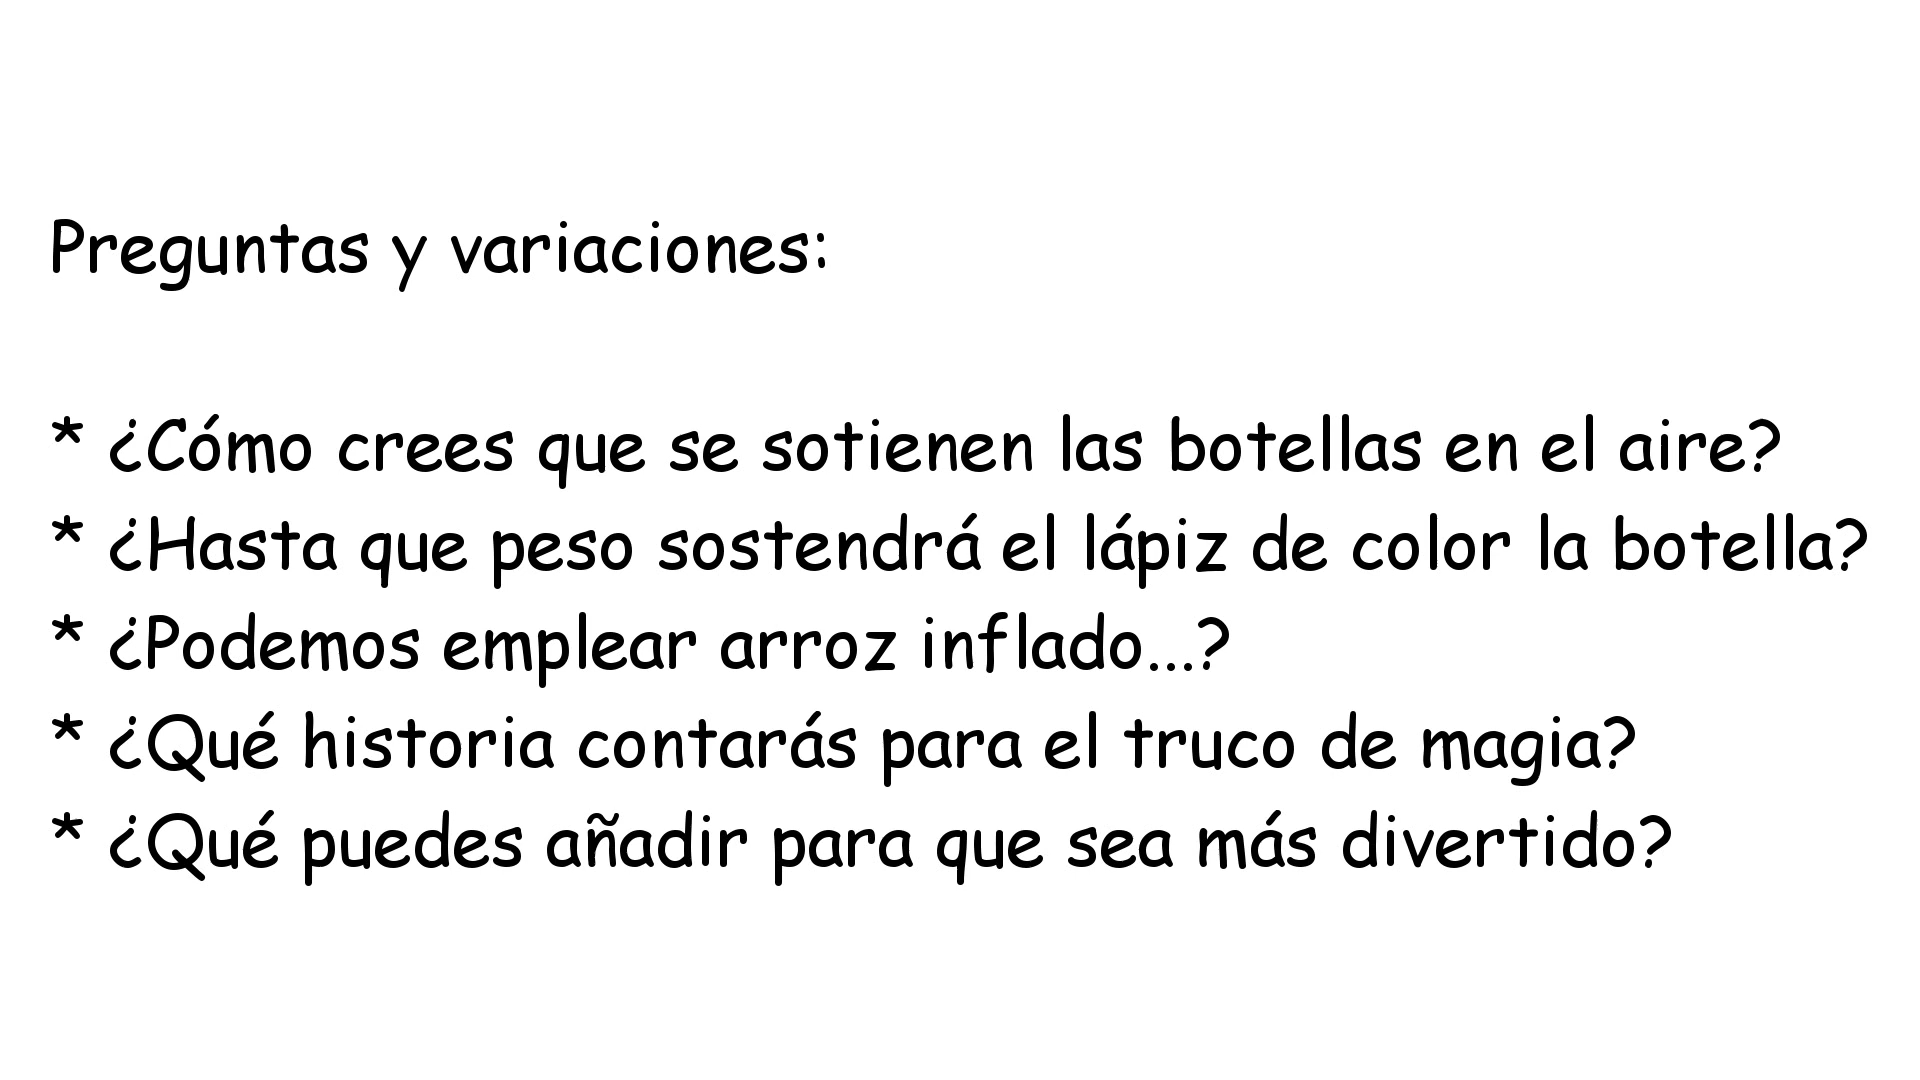 Preguntas y variaciones:
* ¿Cómo crees que se sotienen las botellas en el aire?
* ¿Hasta que peso sostendrá el lápiz de color la botella?
* ¿Podemos emplear arroz inflado...?
* ¿Qué historia contarás para el truco de magia?
* ¿Qué puedes añadir para que sea más divertido?